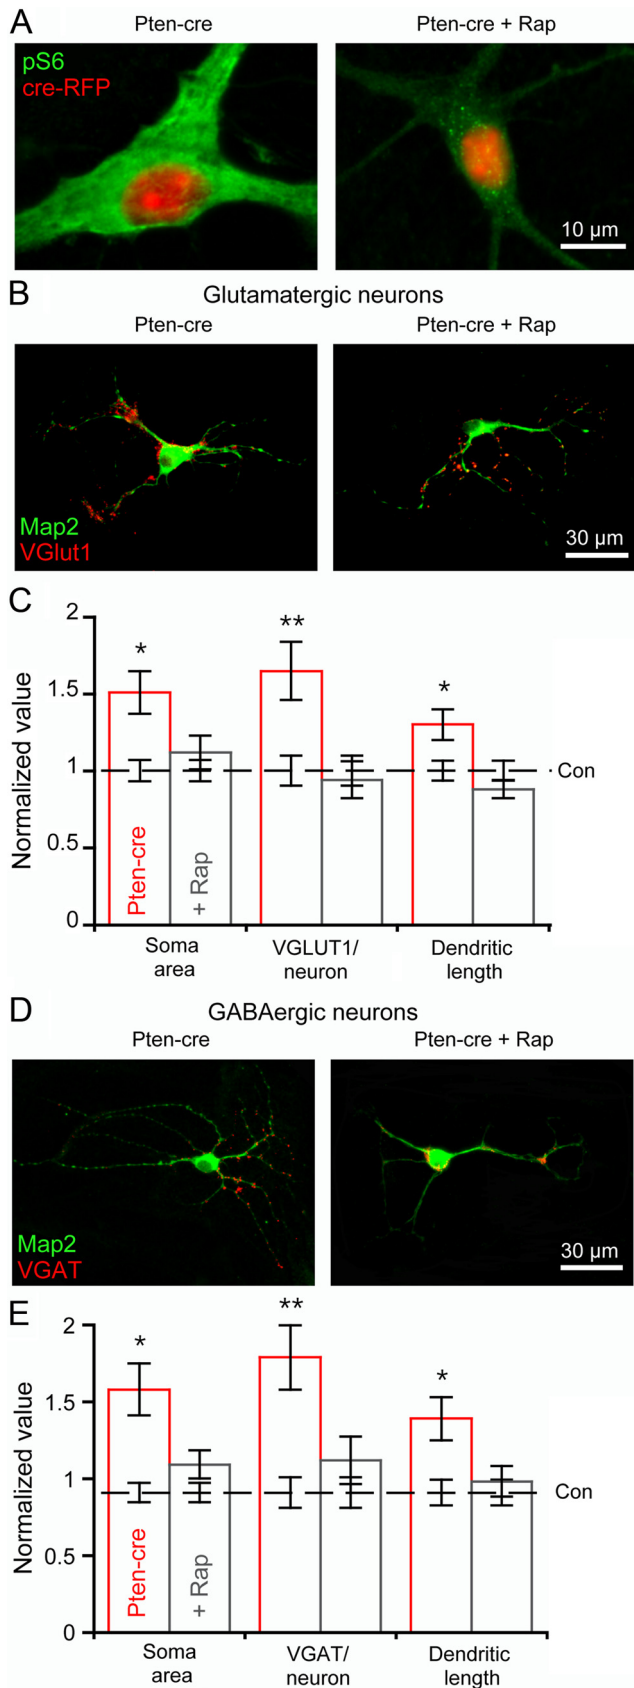 A
Pten-cre
Pten-cre + Rap
pS6
cre-RFP
10 µm
B
Glutamatergic neurons
Pten-cre
Pten-cre + Rap
Map2
VGlut1
30 µm
C
Normalized value
2
1.5
1
0.5
0
*
**
*
Con
Pten-cre
+ Rap
Soma
area
VGLUT1/
neuron
Dendritic
length
D
GABAergic neurons
Pten-cre
Pten-cre + Rap
Map2
VGAT
30 µm
E
Normalized value
2
1.5
1
0.5
0
*
**
*
Con
Pten-cre
+ Rap
Soma
area
VGAT/
neuron
Dendritic
length